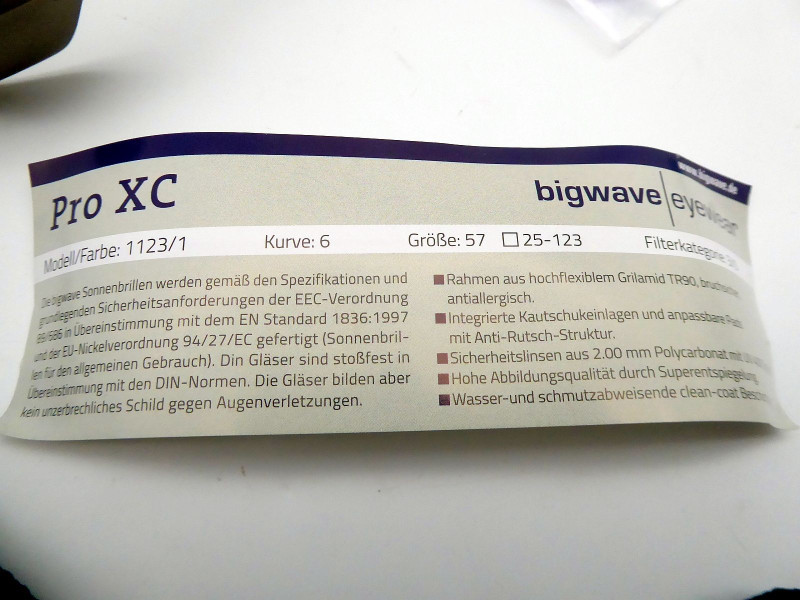 www.bigwave.de
Pro XC
bigwave eyewear
Modell/Farbe: 1123/1 Kurve: 6 Größe: 57 25-123 Filterkategorie
Die bigwave Sonnenbrillen werden gemäß den Spezifikationen und
grundlegenden Sicherheitsanforderungen der EEC-Verordnung
89/686 in Übereinstimmung mit dem EN Standard 1836:1997
und der EU-Nickelverordnung 94/27/EC gefertigt (Sonnenbril-
len für den allgemeinen Gebrauch). Din Gläser sind stoßfest in
Übereinstimmung mit den DIN-Normen. Die Gläser bilden aber
kein unzerbrechliches Schild gegen Augenverletzungen.
Rahmen aus hochflexiblem Grilamid TR90,
antiallergisch.
Integrierte Kautschukeinlagen und anpassbare Pads
mit Anti-Rutsch-Struktur.
Sicherheitslinsen aus 2.00 mm Polycarbonat mit
Hohe Abbildungsqualität durch Superentspiegelung
Wasser-und schmutzabweisende clean-coat